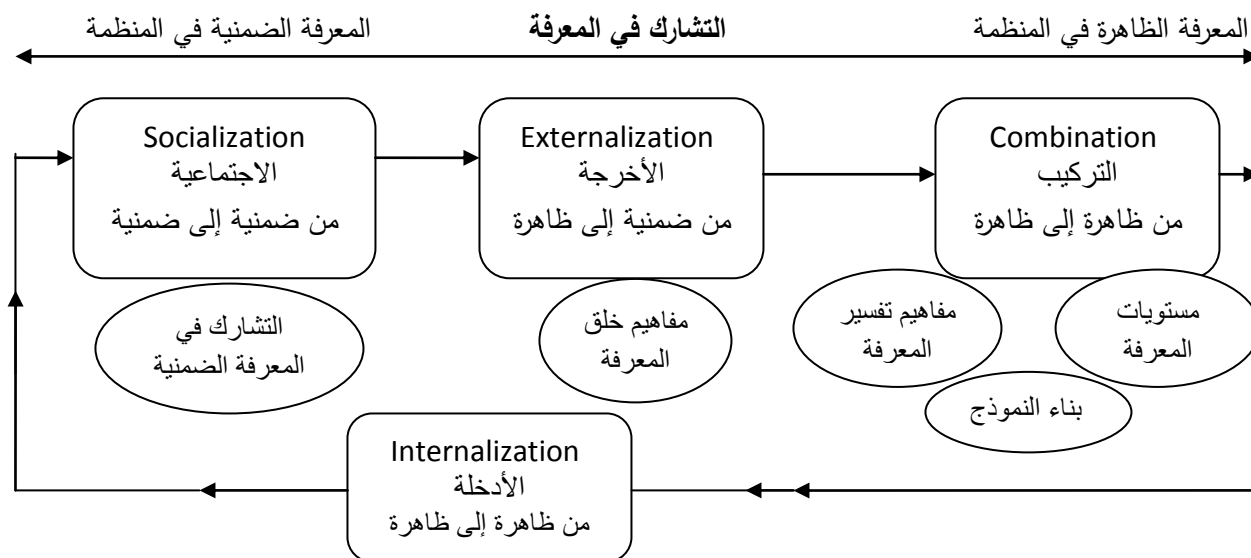 المعرفة الظاهرة في المنظمة
التشارك في المعرفة
المعرفة الضمنية في المنظمة
Socialization
الاجتماعية
من ضمنية إلى ضمنية
Externalization
الأخرجة
من ضمنية إلى ظاهرة
Combination
التركيب
من ظاهرة إلى ظاهرة
التشارك في
المعرفة الضمنية
مفاهيم خلق
المعرفة
مفاهيم تفسير
المعرفة
مستويات
المعرفة
بناء النموذج
Internalization
الأدخلة
من ظاهرة إلى ظاهرة